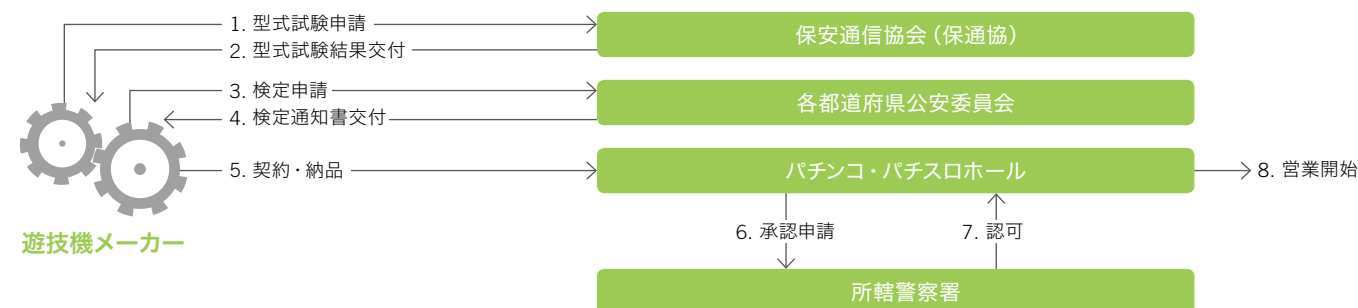 1. 型式試験申請
保安通信協会（保通協）
2. 型式試験結果交付
3. 検定申請
各都道府県公安委員会
4. 検定通知書交付
5. 契約・納品
パチンコ・パチスロホール
8. 営業開始
遊技機メーカー
6. 承認申請
7. 認可
所轄警察署